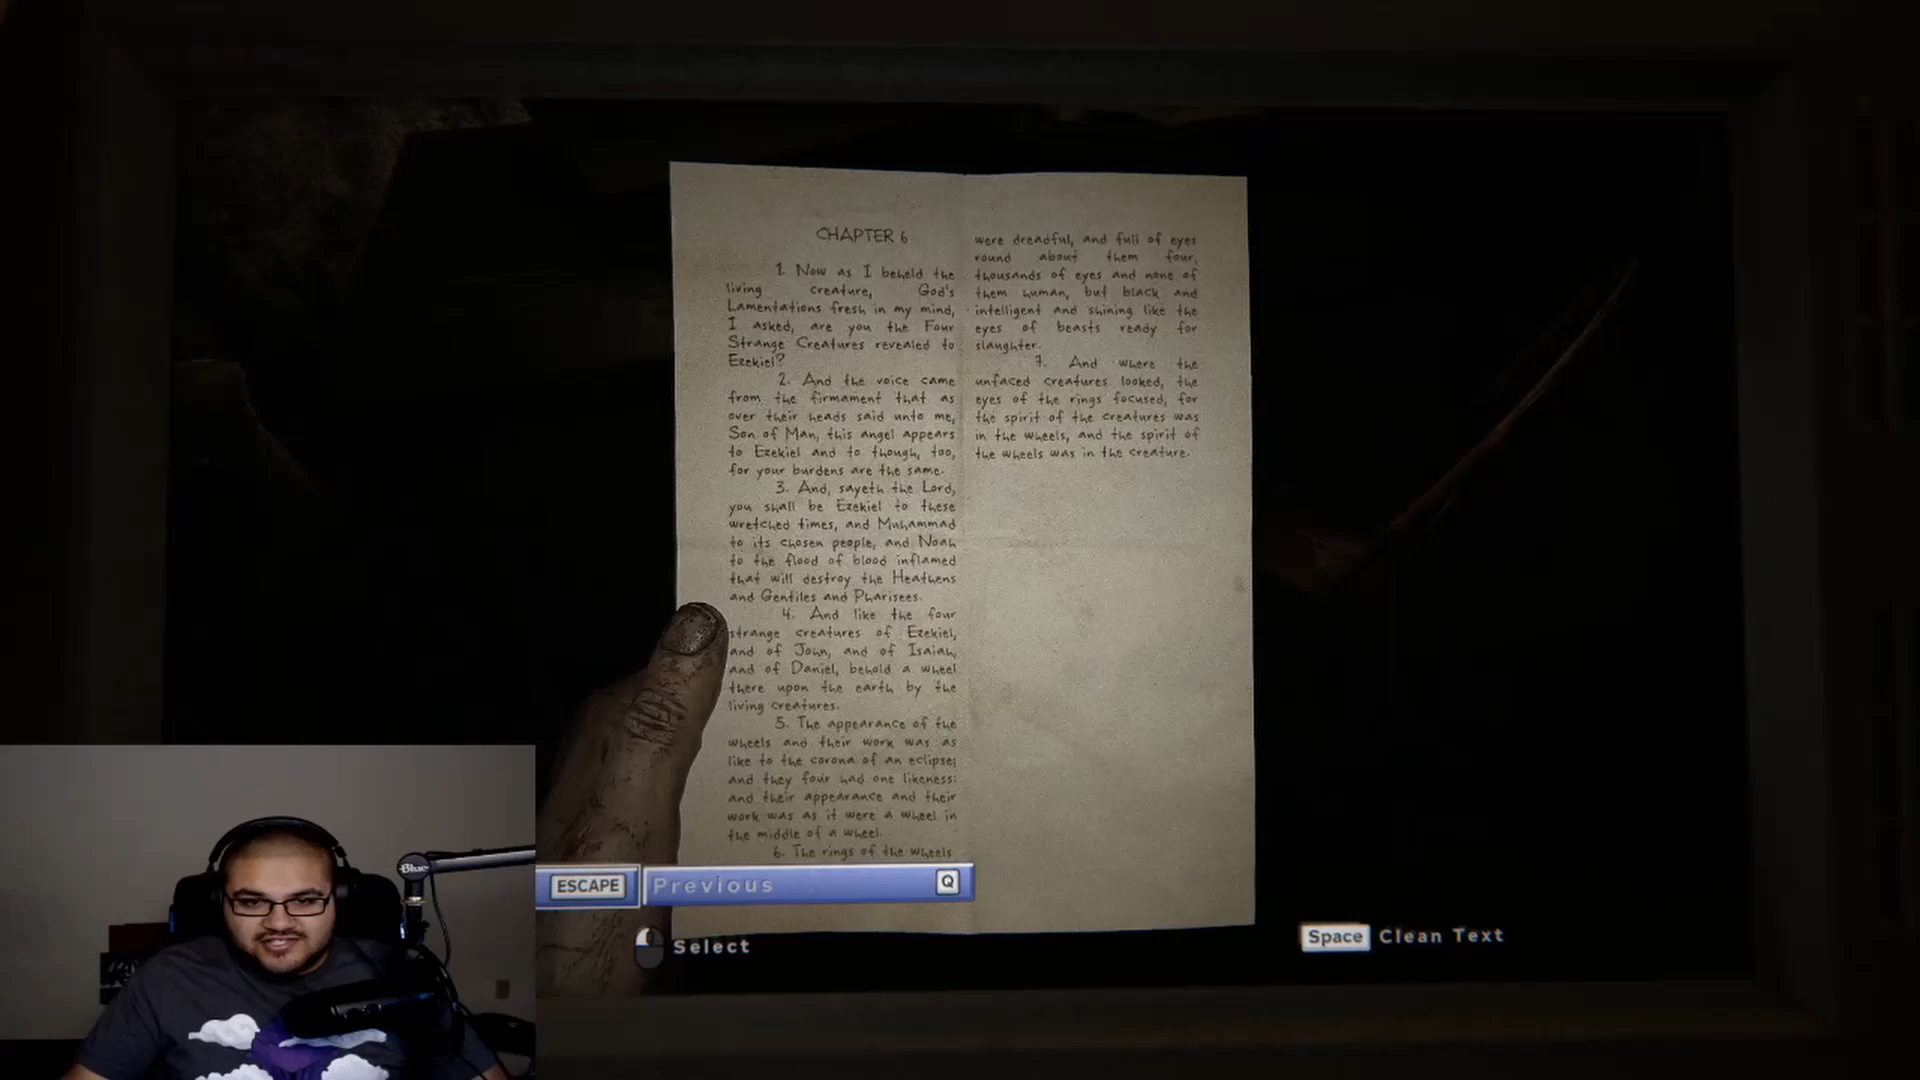 CHAPTER 6
1. Now as I beheld the
living creature, God's
Lamentations fresh in my mind,
I asked, are you the Four
Strange Creatures revealed to
Ezekiel?
2. And the voice came
from the firmament that as
over their heads said unto me,
Son of Man, this angel appears
to Ezekiel and to though, too,
for your burdens are the same.
3. And, sayeth the Lord,
you shall be Ezekiel to these
wretched times, and Muhammad
to its chosen people, and Noah
to the flood of blood inflamed
that will destroy the Heathens
and Gentiles and Pharisees.
4. And like the four
strange creatures of Ezekiel,
and of John, and of Isaiah,
and of Daniel, behold a wheel
there upon the earth by the
living creatures.
5. The appearance of the
wheels and their work was as
like to the corona of an eclipse;
and they four had one likeness:
and their appearance and their
work was as it were a wheel in
the middle of a wheel.
6. The rings of the wheels
were dreadful, and full of eyes
round about them four,
thousands of eyes and none of
them human, but black and
intelligent and shining like the
eyes of beasts ready for
slaughter.
7. And where the
unfaced creatures looked, the
eyes of the rings focused, for
the spirit of the creatures was
in the wheels, and the spirit of
the wheels was in the creature.
ESCAPE
Previous Q
Select
Space Clean Text
Blue